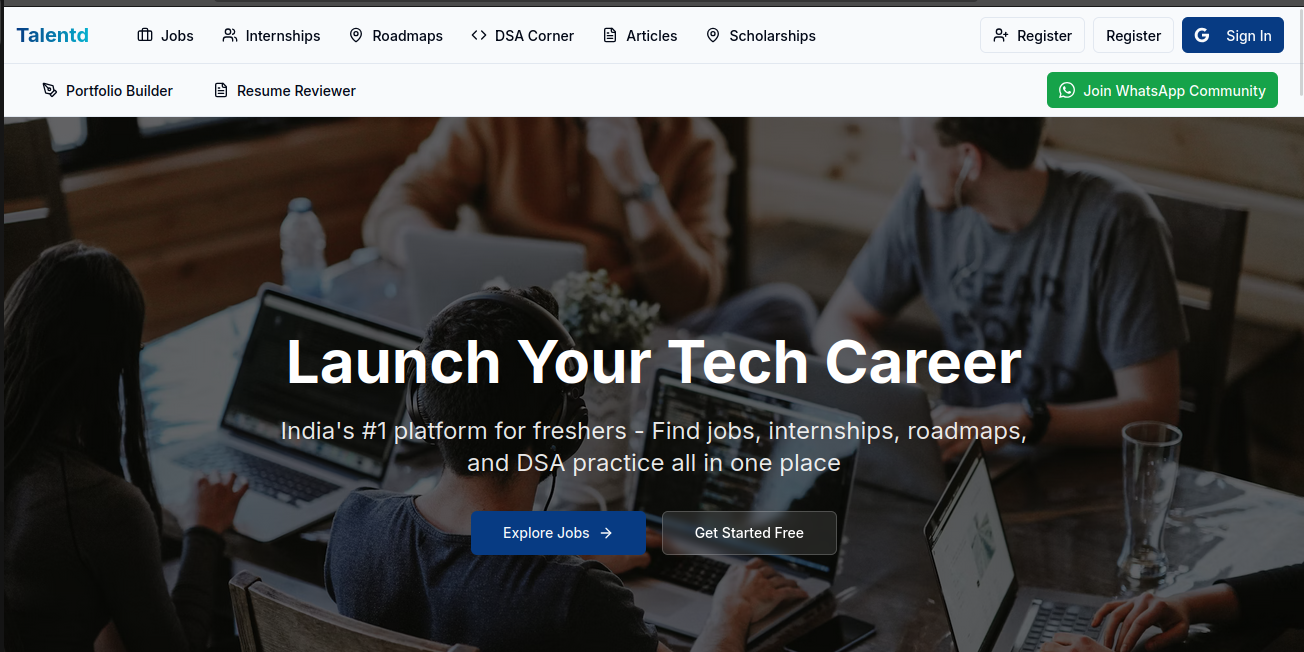 Talentd
Jobs
Internships
Roadmaps
DSA Corner
Articles
Scholarships
Register
Register
Sign In
Portfolio Builder
Resume Reviewer
Join WhatsApp Community
Launch Your Tech Career
India's #1 platform for freshers - Find jobs, internships, roadmaps,
and DSA practice all in one place
Explore Jobs
Get Started Free